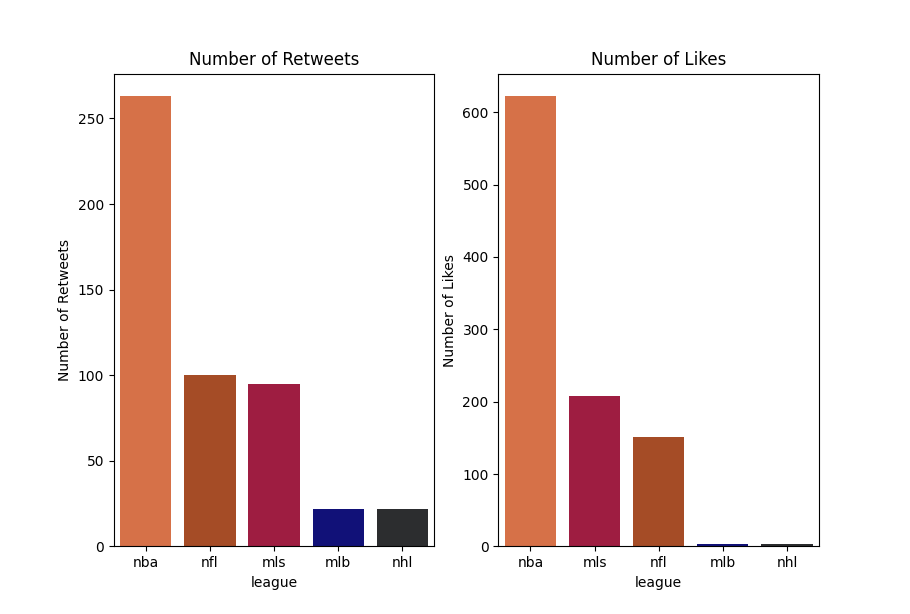 Number of Retweets
Number of Retweets
250
200
150
100
50
0
nba nfl mls mlb nhl
league
Number of Likes
Number of Likes
600
500
400
300
200
100
0
nba mls nfl mlb nhl
league